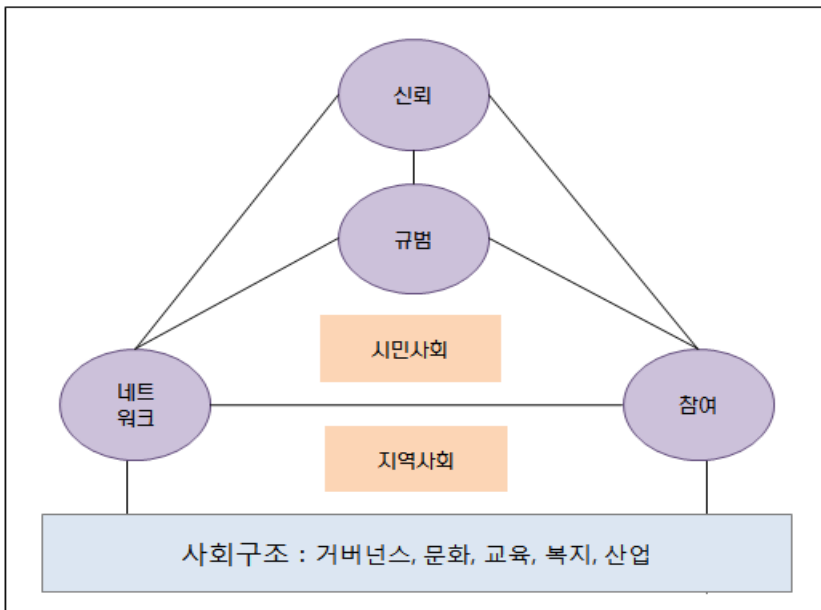 신뢰
규범
시민사회
네트
워크
참여
지역사회
사회구조 : 거버넌스, 문화, 교육, 복지, 산업